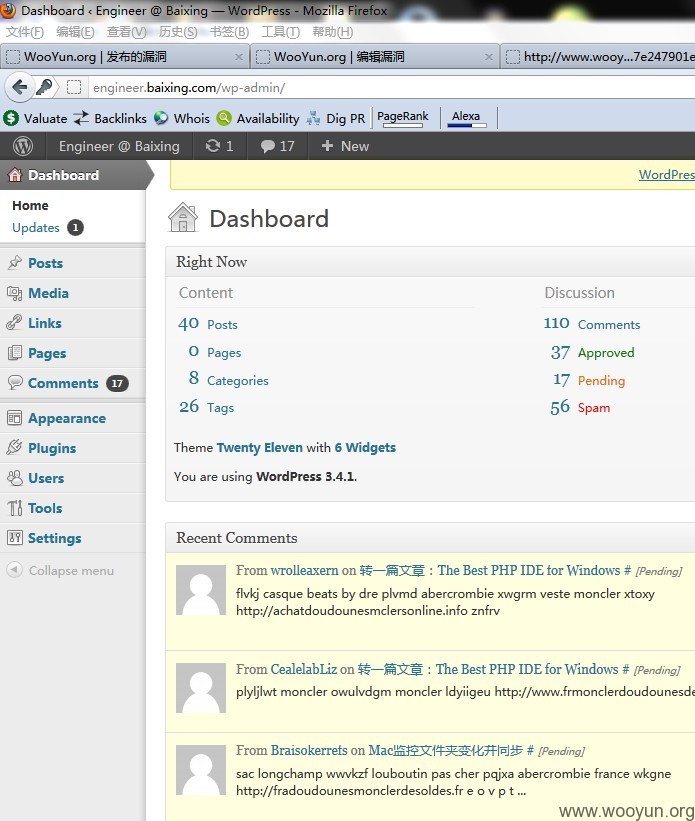 Dashboard ‹ Engineer @ Baixing — WordPress - Mozilla Firefox
文件(F) 编辑(E) 查看(V) 历史(S) 书签(B) 工具(T) 帮助(H)
WooYun.org | 发布的漏洞 × WooYun.org | 编辑漏洞 × http://www.wooy...7e247901e
engineer.baixing.com/wp-admin/
Valuate Backlinks Whois Availability Dig PR PageRank Alexa
Engineer @ Baixing 1 17 + New
Dashboard
WordPres
Home
Updates 1
Posts
Media
Links
Pages
Comments 17
Appearance
Plugins
Users
Tools
Settings
Collapse menu
Dashboard
Right Now
Content Discussion
40 Posts 110 Comments
0 Pages 37 Approved
8 Categories 17 Pending
26 Tags 56 Spam
Theme Twenty Eleven with 6 Widgets
You are using WordPress 3.4.1.
Recent Comments
From wrolleaxern on 转一篇文章：The Best PHP IDE for Windows # [Pending]
flvkj casque beats by dre plvmd abercrombie xwgrm veste moncler xtoxy
http://achatdoudounesmclersonline.info znfrv
From CealelabLiz on 转一篇文章：The Best PHP IDE for Windows # [Pending]
plyljlwt moncler owulvdgm moncler ldyiigeu http://www.frmonclerdoudounesde
From Braisokerrefs on Mac监控文件夹变化并同步 # [Pending]
sac longchamp wwvkzf louboutin pas cher pqjxa abercrombie france wkgne
http://fradoudounesmonclerdesoldes.fr e o v p t ...
www.wooyun.org